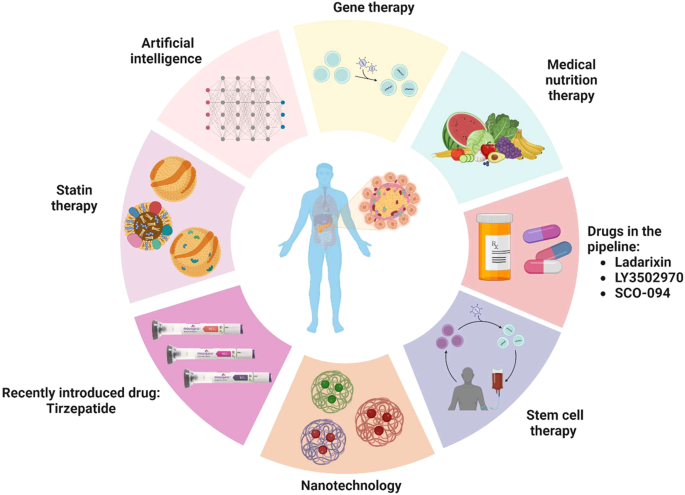 Gene therapy
Artificial
intelligence
Medical
nutrition
therapy
Statin
therapy
Rx
Drugs in the
pipeline:
• Ladarixin
• LY3502970
• SCO-094
Recently introduced drug:
Tirzepatide
Stem cell
therapy
Nanotechnology